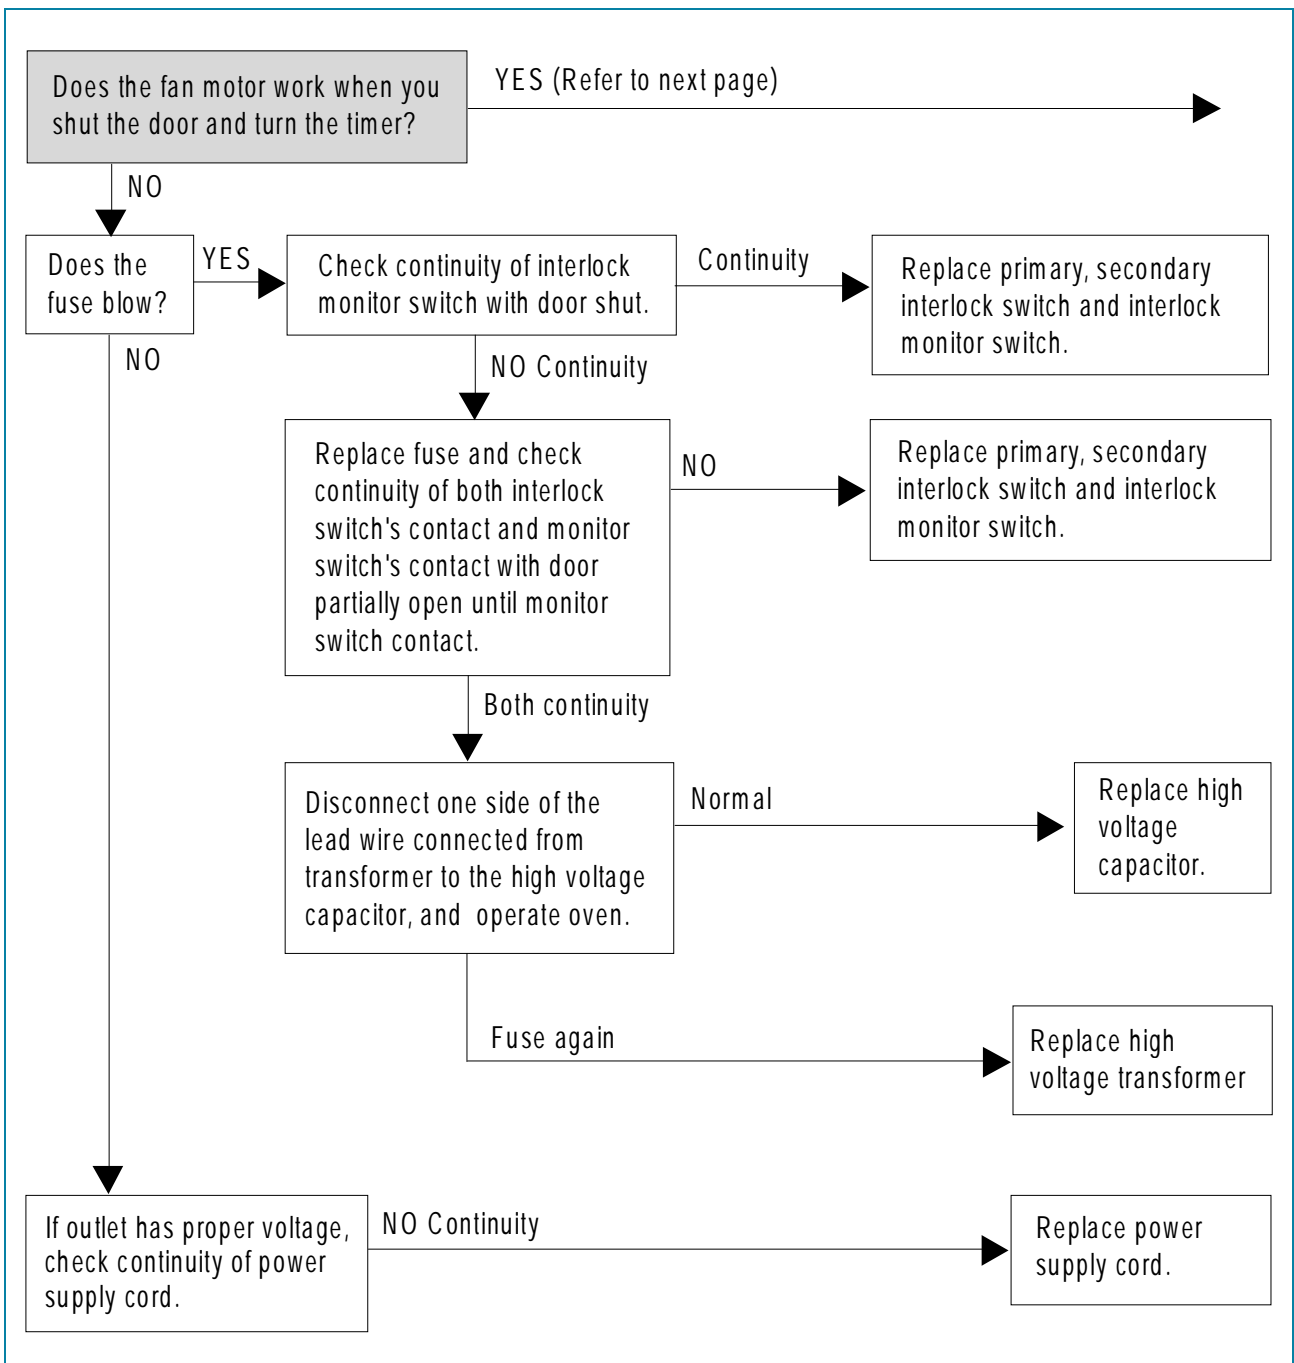 Does the fan motor work when you
shut the door and turn the timer?
YES (Refer to next page)
NO
Does the
fuse blow?
YES
Check continuity of interlock
monitor switch with door shut.
Continuity
Replace primary, secondary
interlock switch and interlock
monitor switch.
NO
NO Continuity
Replace fuse and check
continuity of both interlock
switch's contact and monitor
switch's contact with door
partially open until monitor
switch contact.
NO
Replace primary, secondary
interlock switch and interlock
monitor switch.
Both continuity
Disconnect one side of the
lead wire connected from
transformer to the high voltage
capacitor, and operate oven.
Normal
Replace high
voltage
capacitor.
Fuse again
Replace high
voltage transformer
If outlet has proper voltage,
check continuity of power
supply cord.
NO Continuity
Replace power
supply cord.